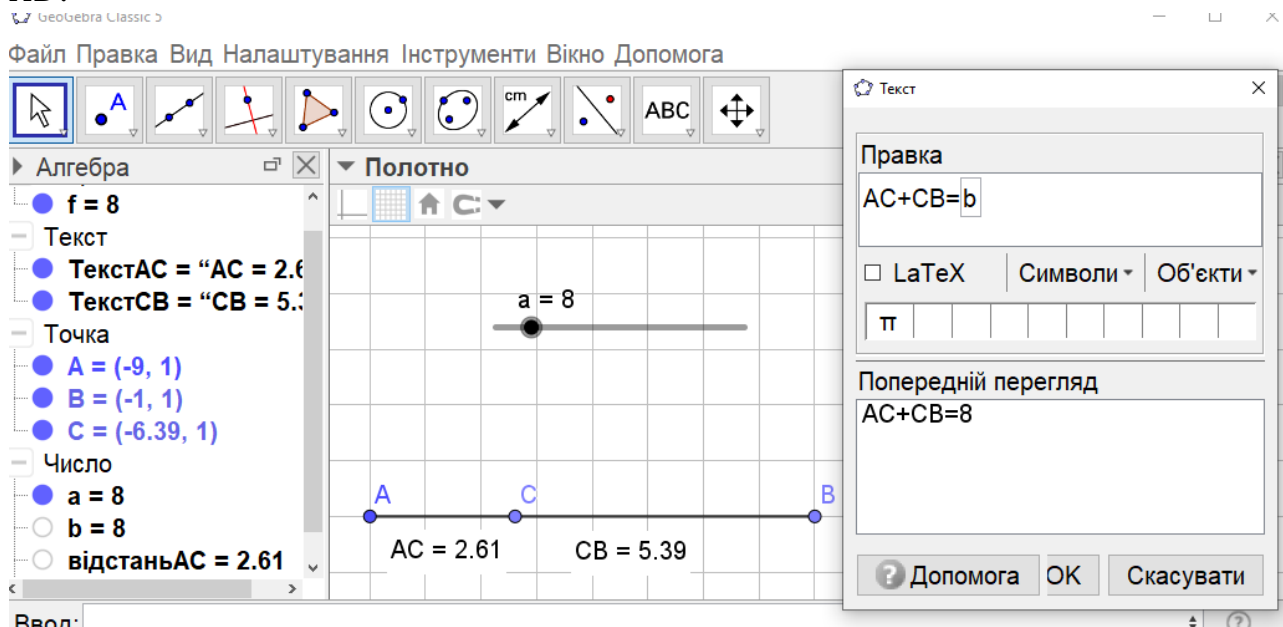 GeoGebra Classic 5
Файл Правка Вид Налаштування Інструменти Вікно Допомога
A
cm
ABC
Алгебра
f = 8
Текст
ТекстAC = “AC = 2.6
ТекстCB = “CB = 5.3
Точка
A = (-9, 1)
B = (-1, 1)
C = (-6.39, 1)
Число
a = 8
b = 8
відстаньAC = 2.61
Полотно
a = 8
A
C
B
AC = 2.61
CB = 5.39
Текст
Правка
AC+CB=b
LaTeX Символи Об'єкти
π
Попередній перегляд
AC+CB=8
Допомога OK Скасувати
Ввод: